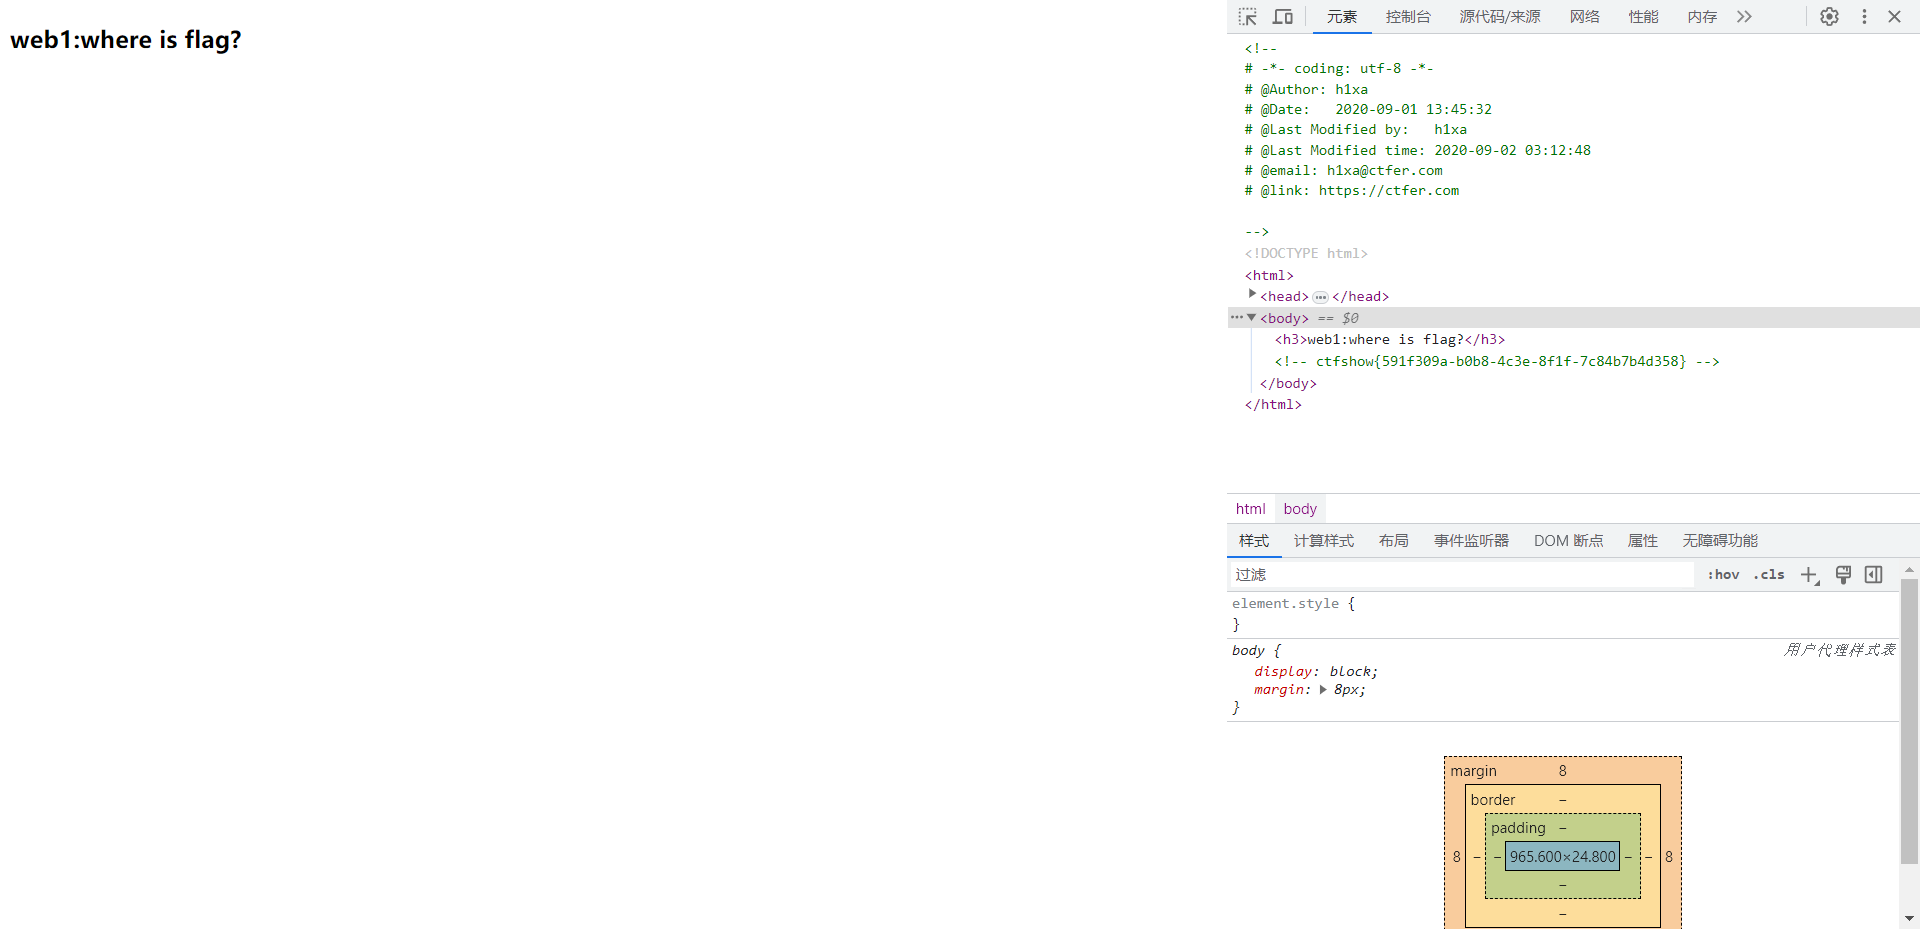 web1:where is flag?
元素 控制台 源代码/来源 网络 性能 内存
<!--
# -*- coding: utf-8 -*-
# @Author: h1xa
# @Date:   2020-09-01 13:45:32
# @Last Modified by:   h1xa
# @Last Modified time: 2020-09-02 03:12:48
# @email: h1xa@ctfer.com
# @link: https://ctfer.com
-->
<!DOCTYPE html>
<html>
<head>…</head>
<body> == $0
<h3>web1:where is flag?</h3>
<!-- ctfshow{591f309a-b0b8-4c3e-8f1f-7c84b7b4d358} -->
</body>
</html>
html body
样式 计算样式 布局 事件监听器 DOM 断点 属性 无障碍功能
过滤 :hov .cls
element.style {
}
body { 用户代理样式表
display: block;
margin: 8px;
}
margin 8
border –
padding –
8 – – 965.600×24.800 – – 8
–
–